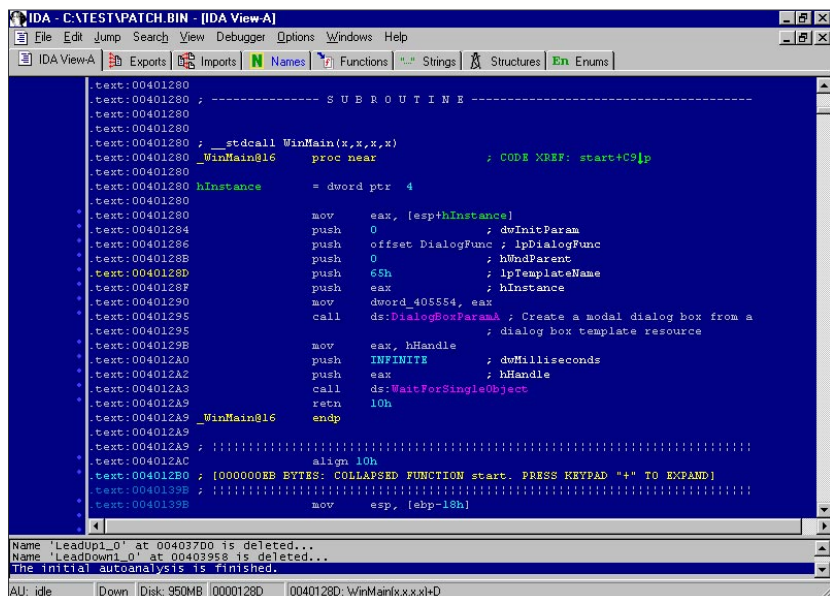 IDA - C:\TEST\PATCH.BIN - [IDA View-A]
File Edit Jump Search View Debugger Options Windows Help
IDA View-A Exports Imports N Names Functions "..." Strings Structures En Enums
.text:00401280
.text:00401280 ; --------------- S U B R O U T I N E ---------------------------------------
.text:00401280
.text:00401280
.text:00401280 ; __stdcall WinMain(x,x,x,x)
.text:00401280 _WinMain@16 proc near ; CODE XREF: start+C9↓p
.text:00401280
.text:00401280 hInstance = dword ptr 4
.text:00401280
.text:00401280 mov eax, [esp+hInstance]
.text:00401284 push 0 ; dwInitParam
.text:00401286 push offset DialogFunc ; lpDialogFunc
.text:0040128B push 0 ; hWndParent
.text:0040128D push 65h ; lpTemplateName
.text:0040128F push eax ; hInstance
.text:00401290 mov dword_405554, eax
.text:00401295 call ds:DialogBoxParamA ; Create a modal dialog box from a
.text:00401295 ; dialog box template resource
.text:0040129B mov eax, hHandle
.text:004012A0 push INFINITE ; dwMilliseconds
.text:004012A2 push eax ; hHandle
.text:004012A3 call ds:WaitForSingleObject
.text:004012A9 retn 10h
.text:004012A9 _WinMain@16 endp
.text:004012A9
.text:004012A9 ; ¦¦¦¦¦¦¦¦¦¦¦¦¦¦¦¦¦¦¦¦¦¦¦¦¦¦¦¦¦¦¦¦¦¦¦¦¦¦¦¦¦¦¦¦¦¦¦¦¦¦¦¦¦¦¦¦¦¦¦¦¦¦¦¦¦¦¦¦¦¦¦¦¦¦¦
.text:004012AC align 10h
.text:004012B0 ; [000000EB BYTES: COLLAPSED FUNCTION start. PRESS KEYPAD "+" TO EXPAND]
.text:0040139B ; ¦¦¦¦¦¦¦¦¦¦¦¦¦¦¦¦¦¦¦¦¦¦¦¦¦¦¦¦¦¦¦¦¦¦¦¦¦¦¦¦¦¦¦¦¦¦¦¦¦¦¦¦¦¦¦¦¦¦¦¦¦¦¦¦¦¦¦¦¦¦¦¦¦¦¦
.text:0040139B mov esp, [ebp-18h]
Name 'LeadUp1_0' at 004037D0 is deleted...
Name 'LeadDown1_0' at 00403958 is deleted...
The initial autoanalysis is finished.
AU: idle Down Disk: 950MB 0000128D 0040128D: WinMain(x,x,x,x)+D